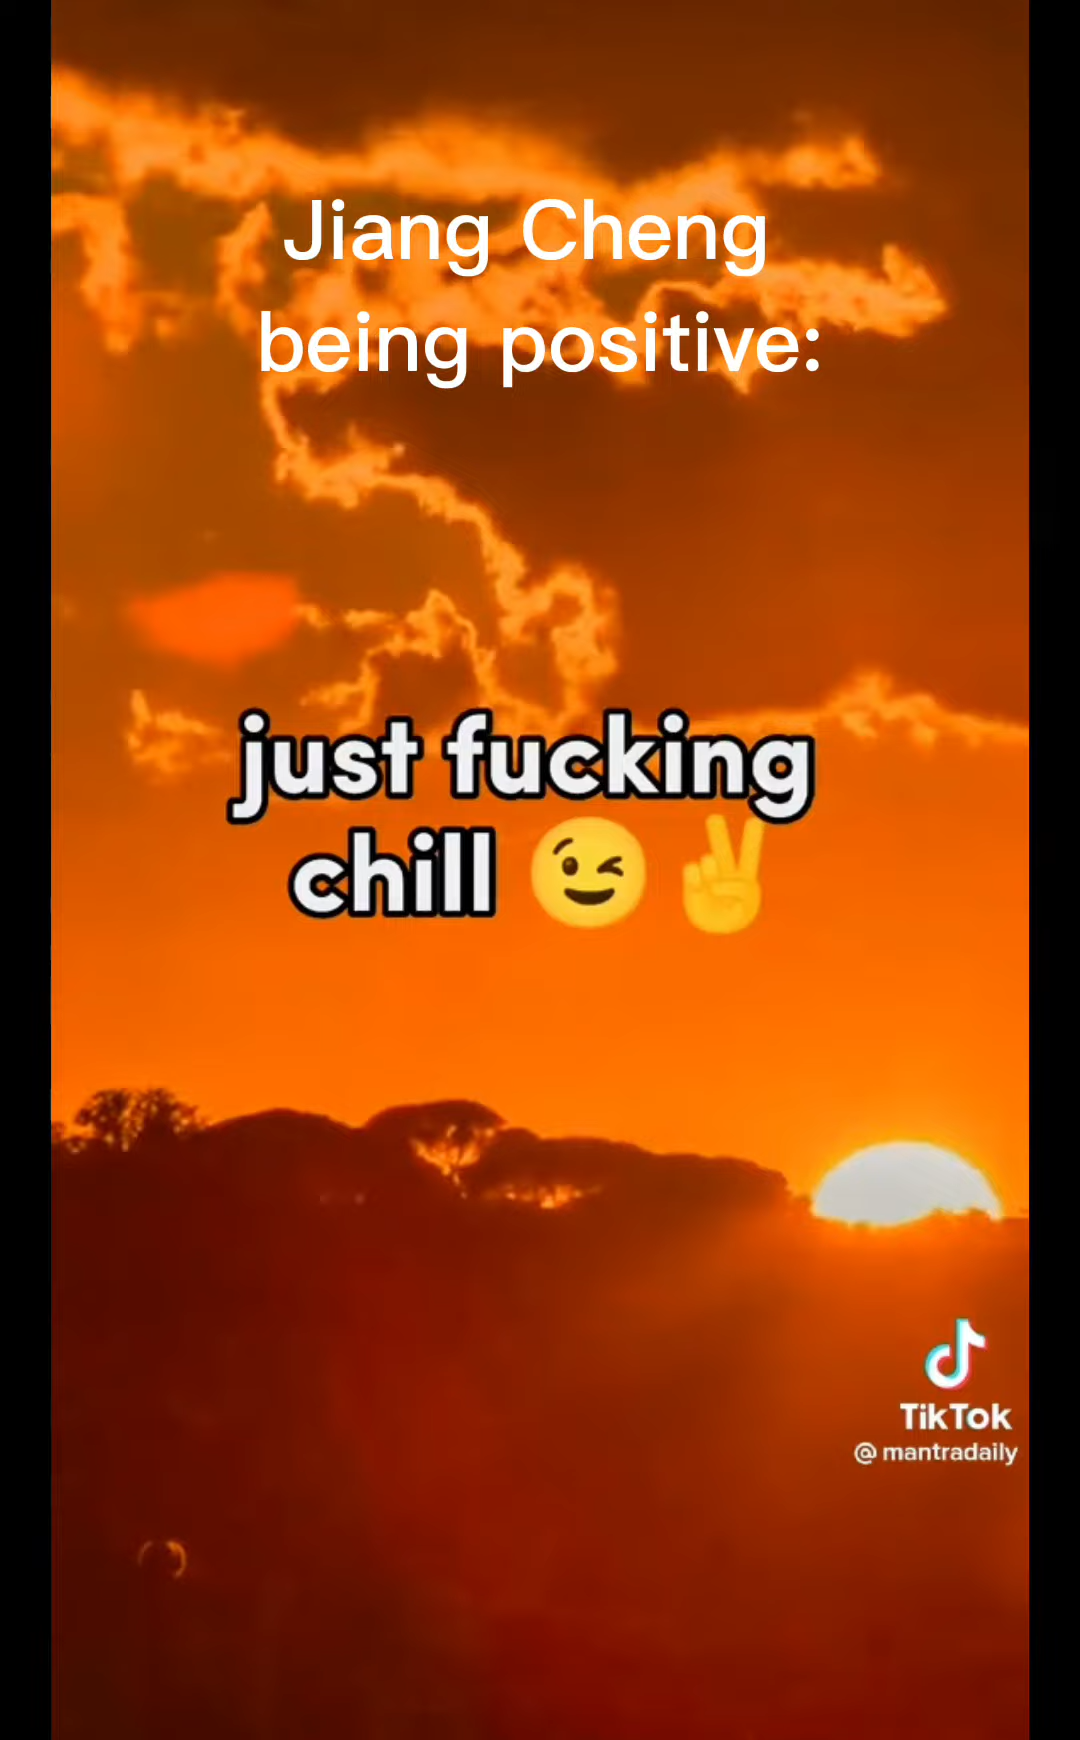 Jiang Cheng
being positive:
just fucking
chill 😉 ✌️
TikTok
@ mantradaily